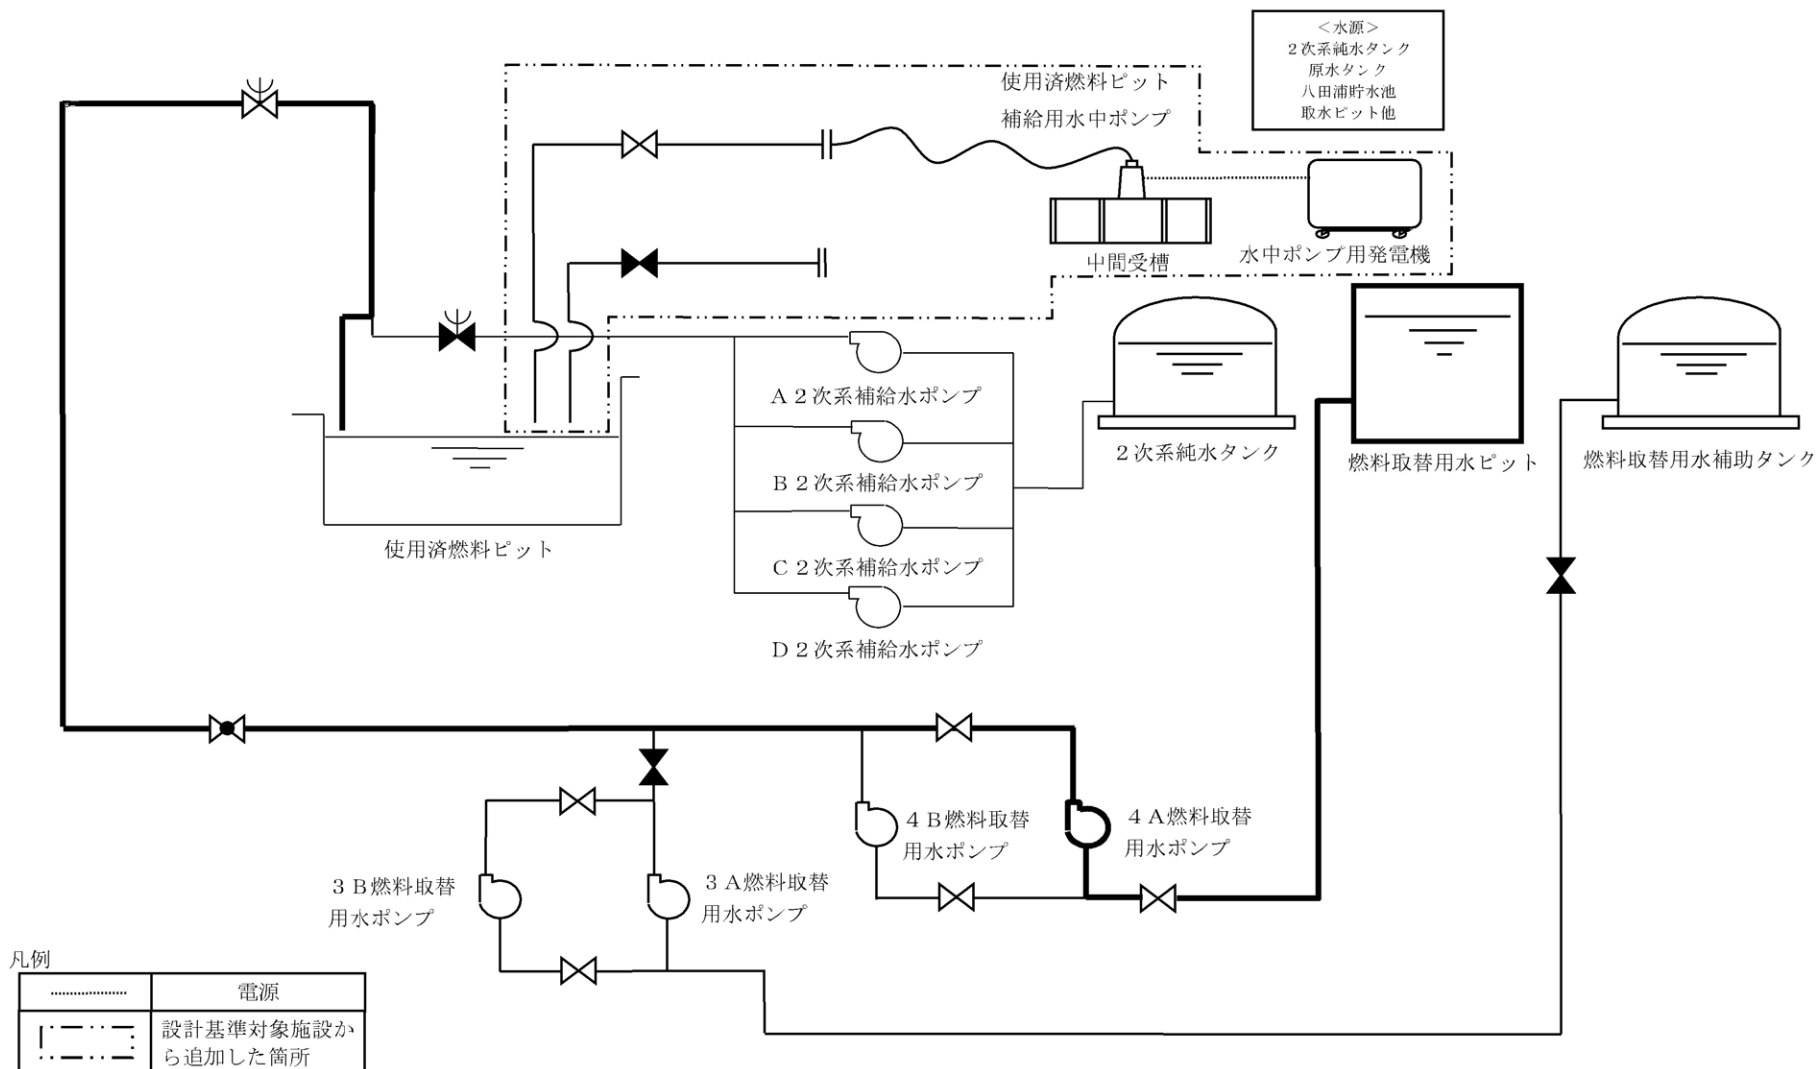 ＜水源＞
２次系純水タンク
原水タンク
八田浦貯水池
取水ピット他
使用済燃料ピット
補給用水中ポンプ
中間受槽
水中ポンプ用発電機
Ａ２次系補給水ポンプ
Ｂ２次系補給水ポンプ
Ｃ２次系補給水ポンプ
Ｄ２次系補給水ポンプ
２次系純水タンク
燃料取替用水ピット
燃料取替用水補助タンク
使用済燃料ピット
４Ｂ燃料取替
用水ポンプ
４Ａ燃料取替
用水ポンプ
３Ｂ燃料取替
用水ポンプ
３Ａ燃料取替
用水ポンプ
凡例
電源
設計基準対象施設か
ら追加した箇所